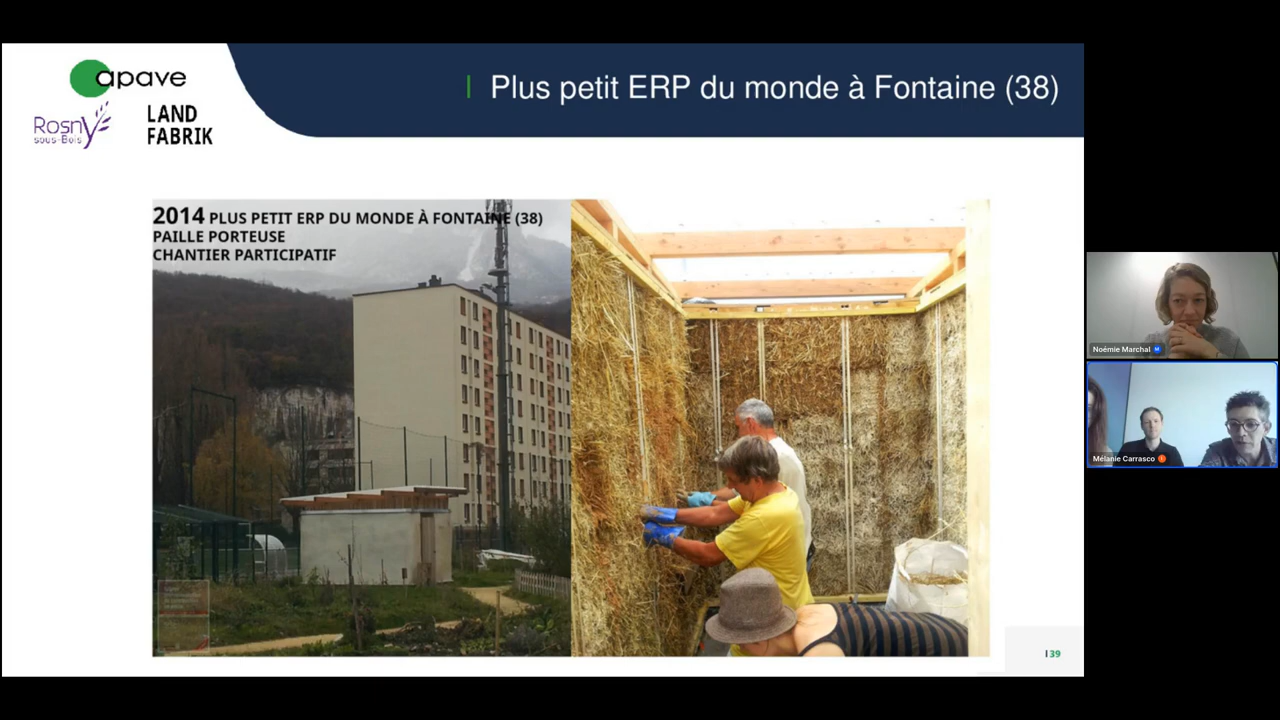 apave
Rosny
sous-Bois
LAND
FABRIK
Plus petit ERP du monde à Fontaine (38)
2014 PLUS PETIT ERP DU MONDE À FONTAINE (38)
PAILLE PORTEUSE
CHANTIER PARTICIPATIF
39
Noémie Marchal
M
Mélanie Carrasco